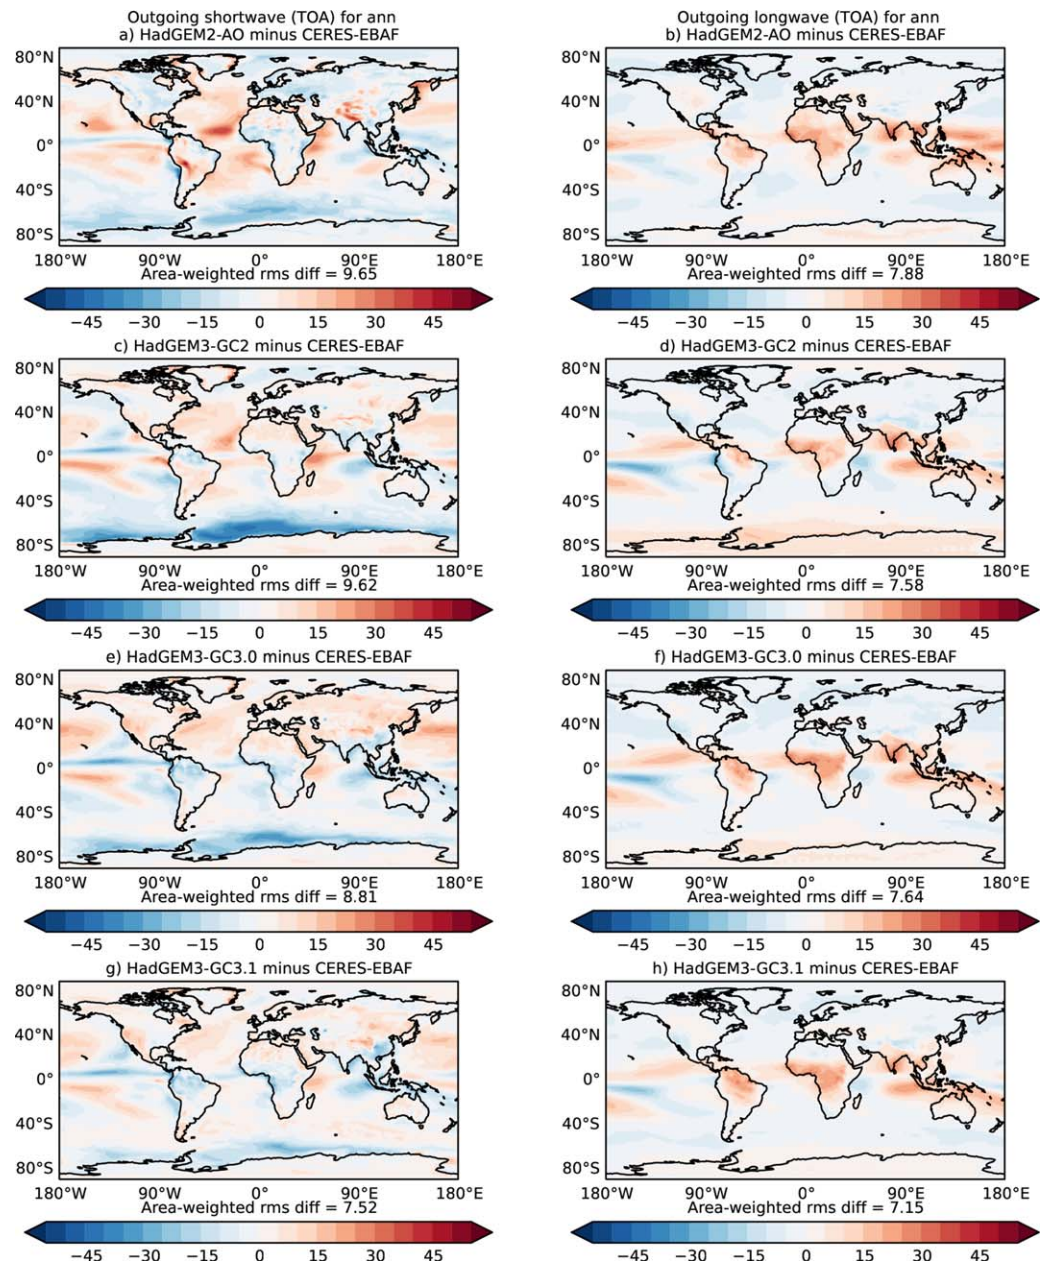 Outgoing shortwave (TOA) for ann
a) HadGEM2-AO minus CERES-EBAF
80°N
40°N
0°
40°S
80°S
180°W 90°W 0° 90°E 180°E
Area-weighted rms diff = 9.65
−45 −30 −15 0 15 30 45
Outgoing longwave (TOA) for ann
b) HadGEM2-AO minus CERES-EBAF
80°N
40°N
0°
40°S
80°S
180°W 90°W 0° 90°E 180°E
Area-weighted rms diff = 7.88
−45 −30 −15 0 15 30 45
c) HadGEM3-GC2 minus CERES-EBAF
80°N
40°N
0°
40°S
80°S
180°W 90°W 0° 90°E 180°E
Area-weighted rms diff = 9.62
−45 −30 −15 0 15 30 45
d) HadGEM3-GC2 minus CERES-EBAF
80°N
40°N
0°
40°S
80°S
180°W 90°W 0° 90°E 180°E
Area-weighted rms diff = 7.58
−45 −30 −15 0 15 30 45
e) HadGEM3-GC3.0 minus CERES-EBAF
80°N
40°N
0°
40°S
80°S
180°W 90°W 0° 90°E 180°E
Area-weighted rms diff = 8.81
−45 −30 −15 0 15 30 45
f) HadGEM3-GC3.0 minus CERES-EBAF
80°N
40°N
0°
40°S
80°S
180°W 90°W 0° 90°E 180°E
Area-weighted rms diff = 7.64
−45 −30 −15 0 15 30 45
g) HadGEM3-GC3.1 minus CERES-EBAF
80°N
40°N
0°
40°S
80°S
180°W 90°W 0° 90°E 180°E
Area-weighted rms diff = 7.52
−45 −30 −15 0 15 30 45
h) HadGEM3-GC3.1 minus CERES-EBAF
80°N
40°N
0°
40°S
80°S
180°W 90°W 0° 90°E 180°E
Area-weighted rms diff = 7.15
−45 −30 −15 0 15 30 45